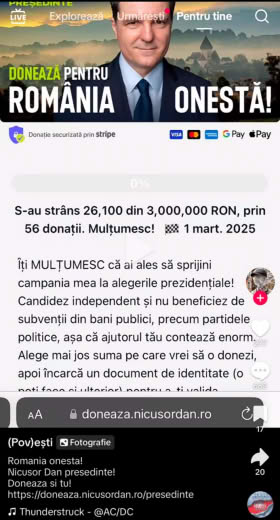 PREȘEDINTE
LIVE Explorează Urmărești Pentru tine
DONEAZĂ PENTRU
ROMÂNIA ONESTĂ!
Donație securizată prin stripe VISA G Pay Pay
0%
S-au strâns 26,100 din 3,000,000 RON, prin
56 donații. Mulțumesc! 🏁 1 mart. 2025
Îți MULȚUMESC că ai ales să sprijini
campania mea la alegerile prezidențiale!
Candidez independent și nu beneficiez de
subvenții din bani publici, precum partidele
politice, așa că ajutorul tău contează enorm.
Alege mai jos suma pe care vrei să o donezi,
apoi încarcă un document de identitate (o
poți face și ulterior) pentru a-ți valida
AA doneaza.nicusordan.ro
17
(Pov)ești Fotografie
Romania onesta!
Nicusor Dan presedinte!
Doneaza si tu!
https://doneaza.nicusordan.ro/presedinte
20
Thunderstruck - @AC/DC